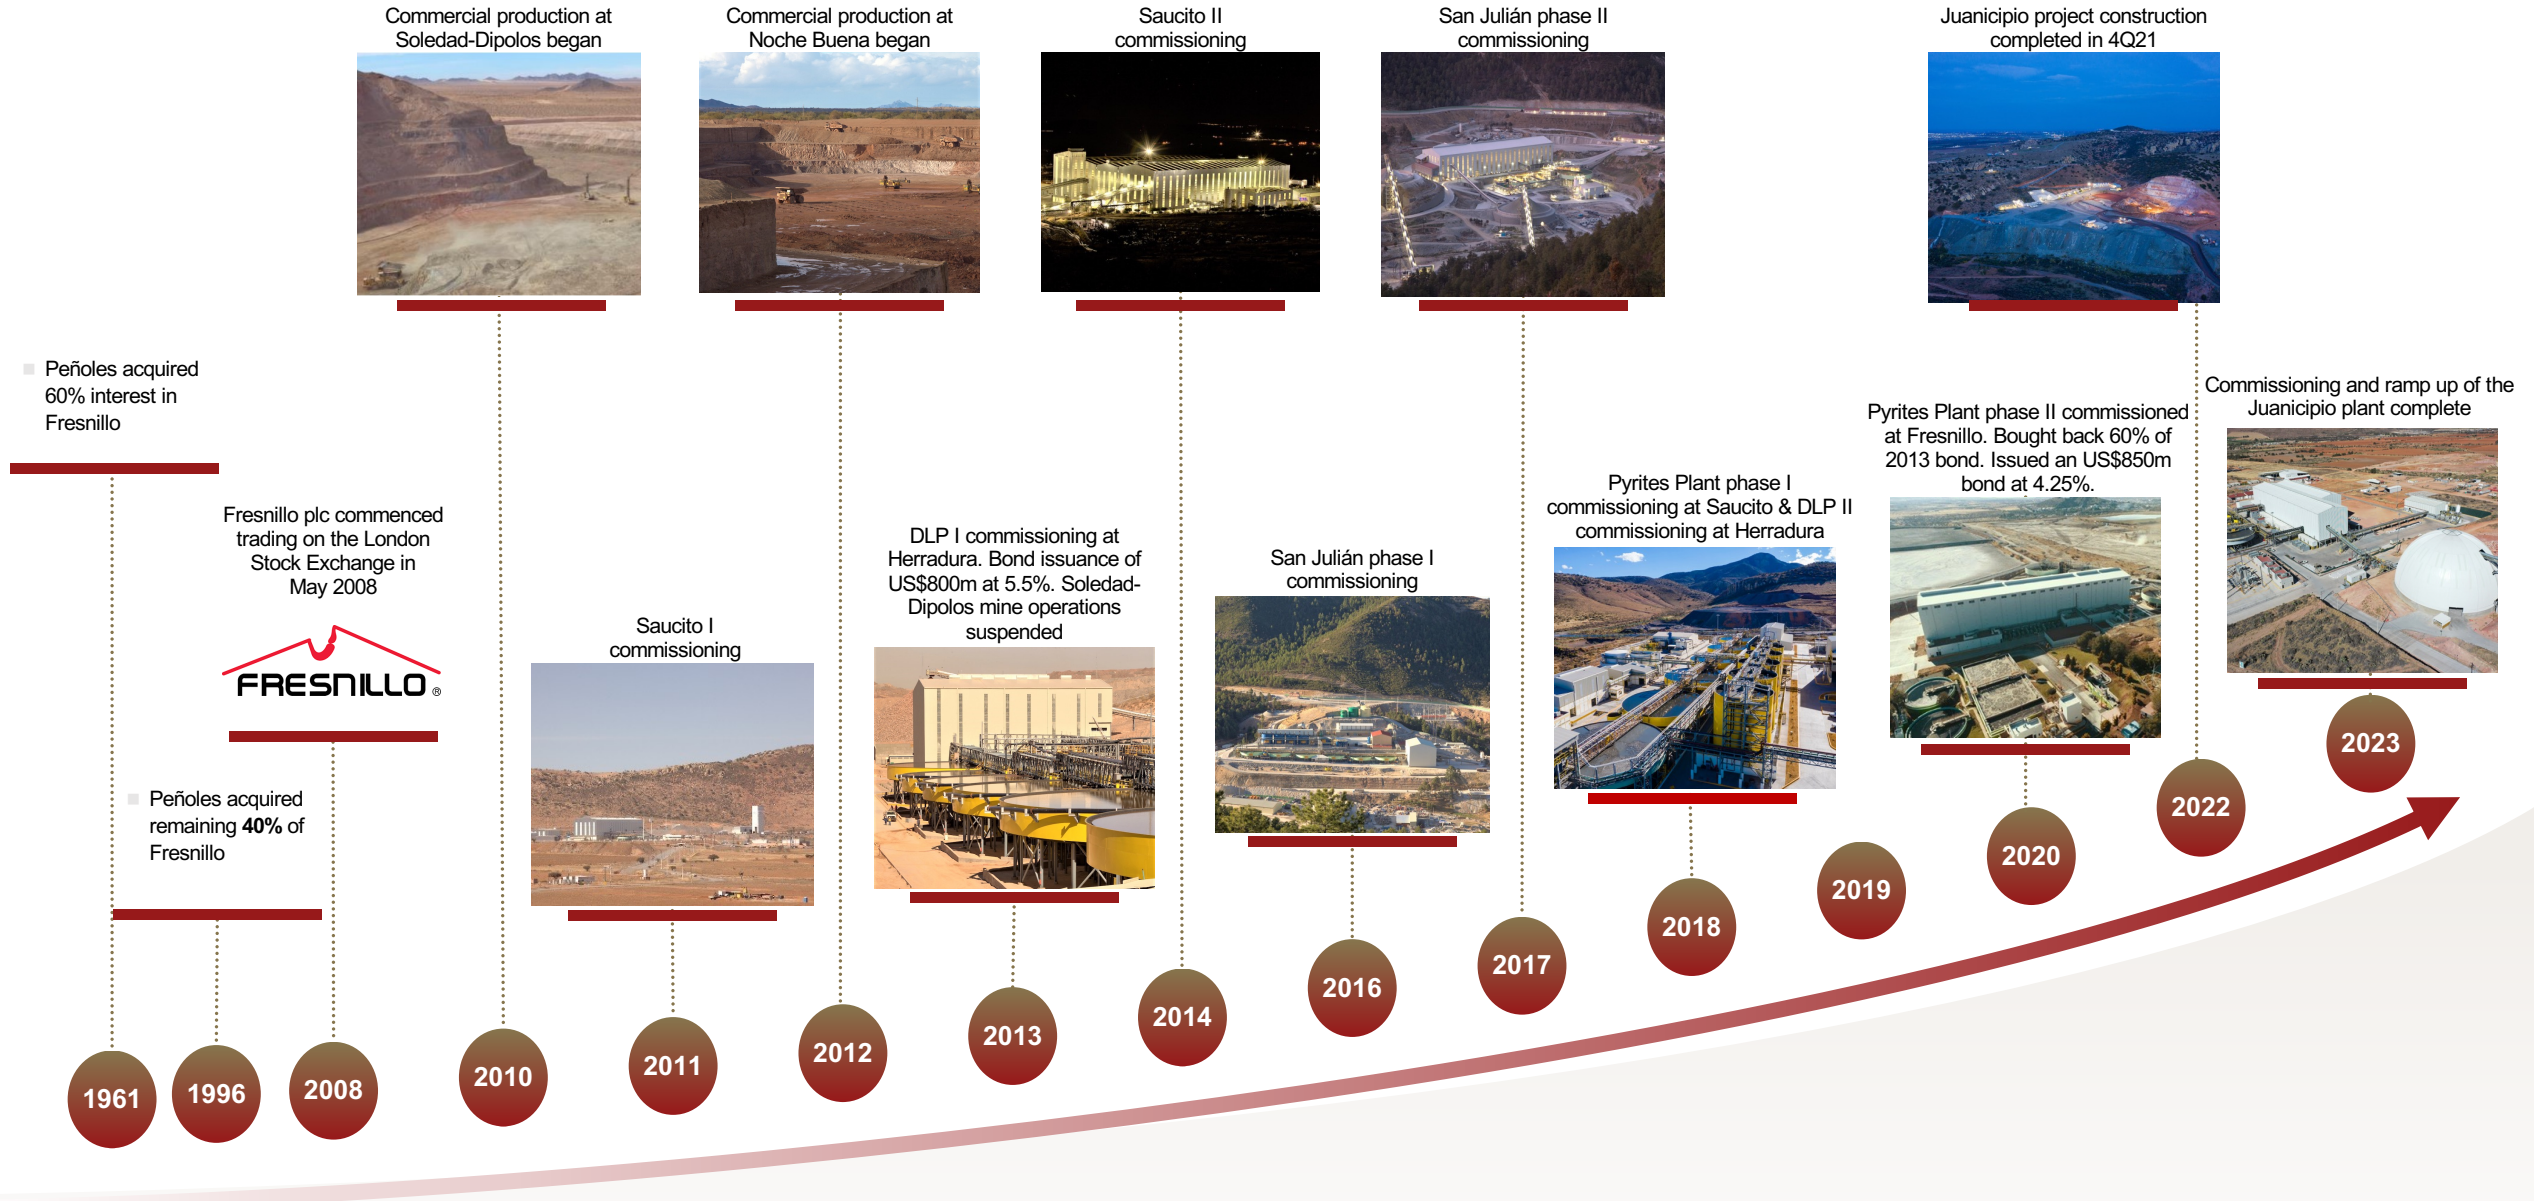 Commercial production at
Soledad-Dipolos began
Commercial production at
Noche Buena began
Saucito II
commissioning
San Julián phase II
commissioning
Juanicipio project construction
completed in 4Q21
Peñoles acquired
60% interest in
Fresnillo
Fresnillo plc commenced
trading on the London
Stock Exchange in
May 2008
FRESNILLO ®
Peñoles acquired
remaining 40% of
Fresnillo
Saucito I
commissioning
DLP I commissioning at
Herradura. Bond issuance of
US$800m at 5.5%. Soledad-
Dipolos mine operations
suspended
San Julián phase I
commissioning
Pyrites Plant phase I
commissioning at Saucito & DLP II
commissioning at Herradura
Pyrites Plant phase II commissioned
at Fresnillo. Bought back 60% of
2013 bond. Issued an US$850m
bond at 4.25%.
Commissioning and ramp up of the
Juanicipio plant complete
1961
1996
2008
2010
2011
2012
2013
2014
2016
2017
2018
2019
2020
2022
2023